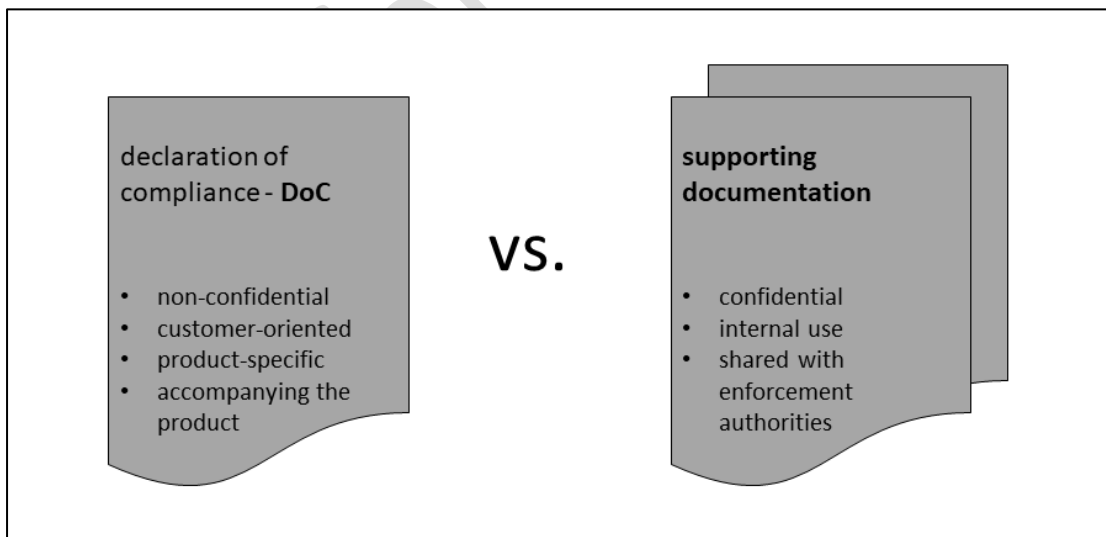 declaration of
compliance - DoC
• non-confidential
• customer-oriented
• product-specific
• accompanying the
product
vs.
supporting
documentation
• confidential
• internal use
• shared with
enforcement
authorities